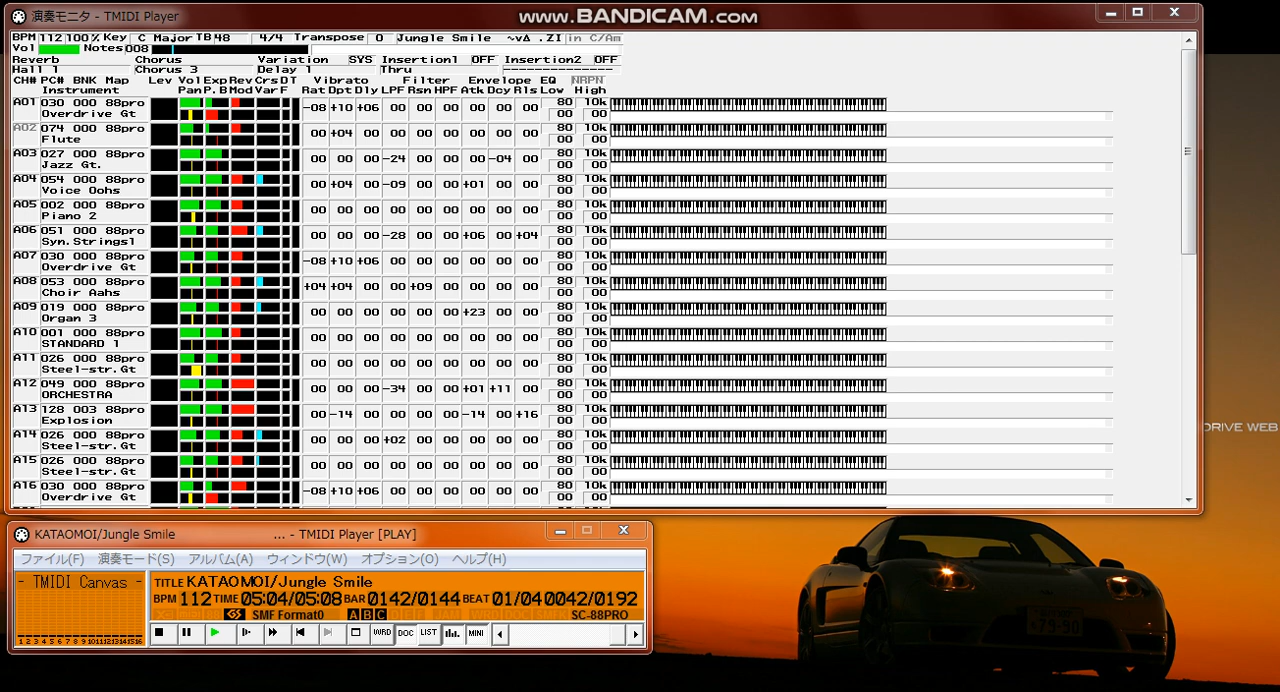 演奏モニタ - TMIDI Player
www.BANDICAM.com
BPM 112 100% Key C Major TB 48 4/4 Transpose 0 Jungle Smile
Vol Notes 008
Reverb Chorus Variation SYS Insertion1 OFF Insertion2 OFF
Hall 1 Chorus 3 Delay 1 Thru
CH# PC# BNK Map Lev Vol Exp Rev Crs DT Vibrato Filter Envelope EQ NRPN
Instrument Pan P.B Mod Var F Rat Dpt Dly LPF Rsn HPF Atk Dcy Rls Low High
A01 030 000 88pro -08 +10 +06 00 00 00 00 00 00 80 10k
Overdrive Gt 00 00
A02 074 000 88pro 00 +04 00 00 00 00 00 00 00 80 10k
Flute 00 00
A03 027 000 88pro 00 00 00 -24 00 00 00 -04 00 80 10k
Jazz Gt. 00 00
A04 054 000 88pro 00 +04 00 -09 00 00 +01 00 00 80 10k
Voice Oohs 00 00
A05 002 000 88pro 00 00 00 00 00 00 00 00 00 80 10k
Piano 2 00 00
A06 051 000 88pro 00 00 00 -28 00 00 +06 00 +04 80 10k
Syn.Strings1 00 00
A07 030 000 88pro -08 +10 +06 00 00 00 00 00 00 80 10k
Overdrive Gt 00 00
A08 053 000 88pro +04 +04 00 00 +09 00 00 00 00 80 10k
Choir Aahs 00 00
A09 019 000 88pro 00 00 00 00 00 00 +23 00 00 80 10k
Organ 3 00 00
A10 001 000 88pro 00 00 00 00 00 00 00 00 00 80 10k
STANDARD 1 00 00
A11 026 000 88pro 00 00 00 00 00 00 00 00 00 80 10k
Steel-str.Gt 00 00
A12 049 000 88pro 00 00 00 -34 00 00 +01 +11 00 80 10k
ORCHESTRA 00 00
A13 128 003 88pro 00 -14 00 00 00 00 -14 00 +16 80 10k
Explosion 00 00
A14 026 000 88pro 00 00 00 +02 00 00 00 00 00 80 10k
Steel-str.Gt 00 00
A15 026 000 88pro 00 00 00 00 00 00 00 00 00 80 10k
Steel-str.Gt 00 00
A16 030 000 88pro -08 +10 +06 00 00 00 00 00 00 80 10k
Overdrive Gt 00 00
DRIVE WEB
KATAOMOI/Jungle Smile ... - TMIDI Player [PLAY]
ファイル(F) 演奏モード(S) アルバム(A) ウィンドウ(W) オプション(O) ヘルプ(H)
- TMIDI Canvas -
1 2 3 4 5 6 7 8 9 10 11 12 13 14 15 16
TITLE KATAOMOI/Jungle Smile
BPM 112 TIME 05:04/05:08 BAR 0142/0144 BEAT 01/04 0042/0192
GS SMF Format0 A B C SC-88PRO
WRD DOC LIST MINI
79-90